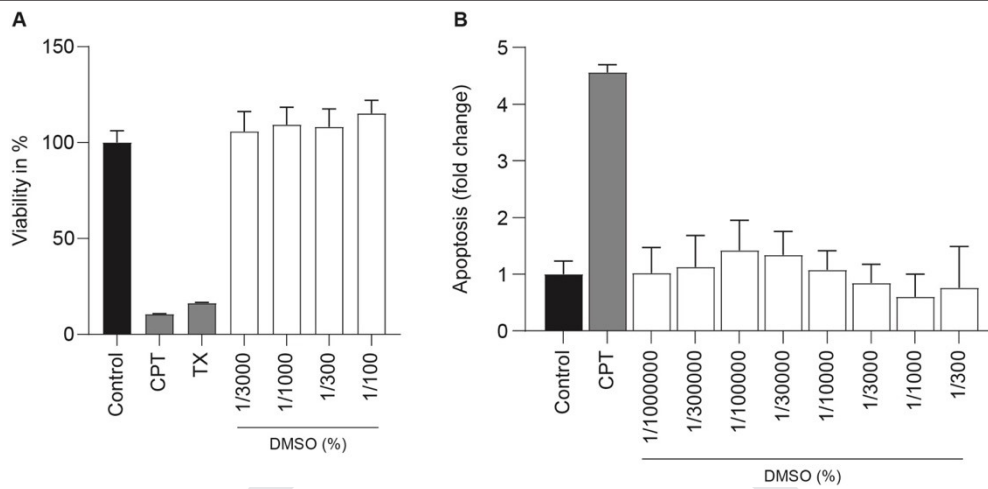 A
Viability in %
150
100
50
0
Control
CPT
TX
1/3000
1/1000
1/300
1/100
DMSO (%)
B
Apoptosis (fold change)
5
4
3
2
1
0
Control
CPT
1/1000000
1/300000
1/100000
1/30000
1/10000
1/3000
1/1000
1/300
DMSO (%)